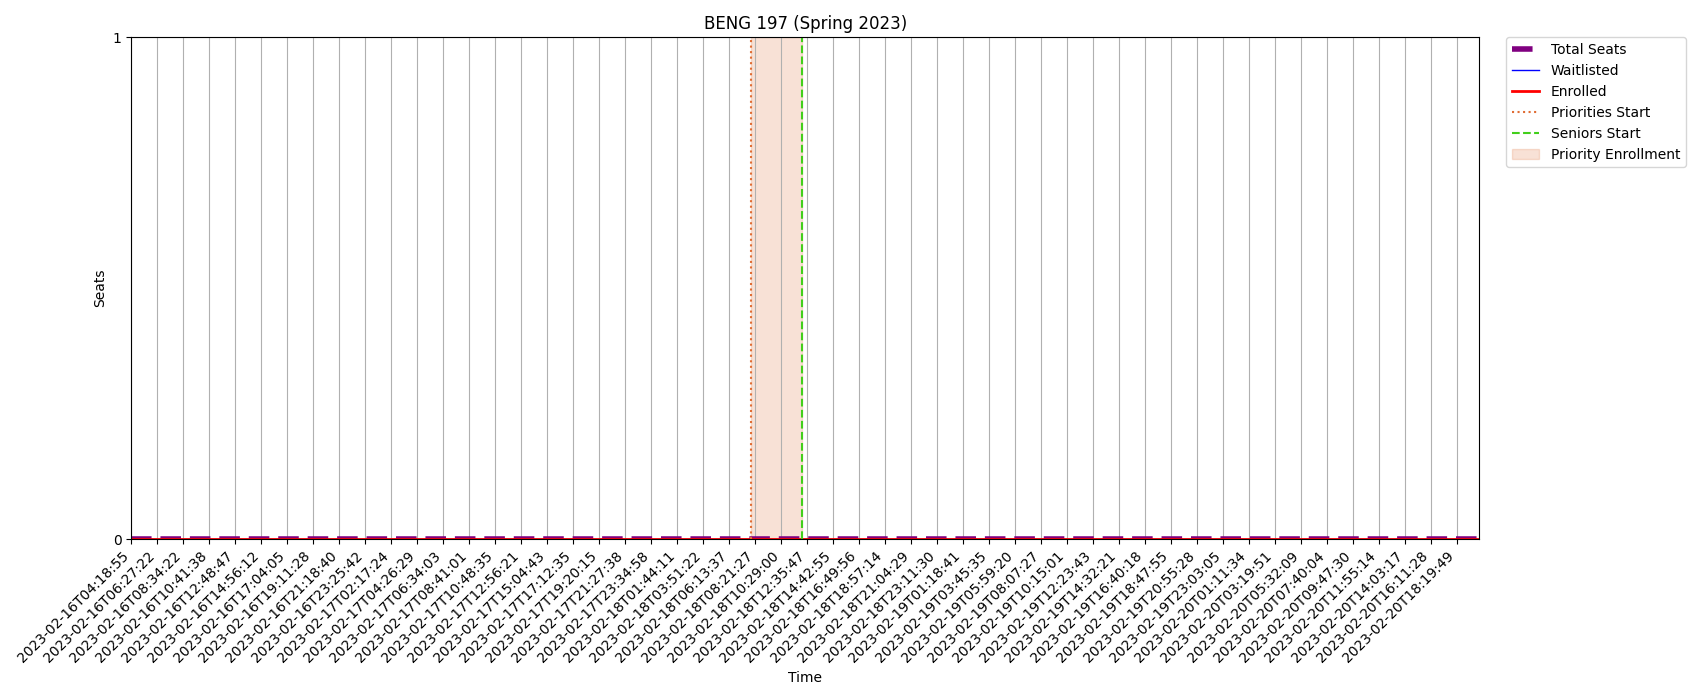 BENG 197 (Spring 2023)
1
0
Seats
Total Seats
Waitlisted
Enrolled
Priorities Start
Seniors Start
Priority Enrollment
2023-02-16T04:18:55
2023-02-16T06:27:22
2023-02-16T08:34:22
2023-02-16T10:41:38
2023-02-16T12:48:47
2023-02-16T14:56:12
2023-02-16T17:04:05
2023-02-16T19:11:28
2023-02-16T21:18:40
2023-02-16T23:25:42
2023-02-17T02:17:24
2023-02-17T04:26:29
2023-02-17T06:34:03
2023-02-17T08:41:01
2023-02-17T10:48:35
2023-02-17T12:56:21
2023-02-17T15:04:43
2023-02-17T17:12:35
2023-02-17T19:20:15
2023-02-17T21:27:38
2023-02-17T23:34:58
2023-02-18T01:44:11
2023-02-18T03:51:22
2023-02-18T06:13:37
2023-02-18T08:21:27
2023-02-18T10:29:00
2023-02-18T12:35:47
2023-02-18T14:42:55
2023-02-18T16:49:56
2023-02-18T18:57:14
2023-02-18T21:04:29
2023-02-18T23:11:30
2023-02-19T01:18:41
2023-02-19T03:45:35
2023-02-19T05:59:20
2023-02-19T08:07:27
2023-02-19T10:15:01
2023-02-19T12:23:43
2023-02-19T14:32:21
2023-02-19T16:40:18
2023-02-19T18:47:55
2023-02-19T20:55:28
2023-02-19T23:03:05
2023-02-20T01:11:34
2023-02-20T03:19:51
2023-02-20T05:32:09
2023-02-20T07:40:04
2023-02-20T09:47:30
2023-02-20T11:55:14
2023-02-20T14:03:17
2023-02-20T16:11:28
2023-02-20T18:19:49
Time